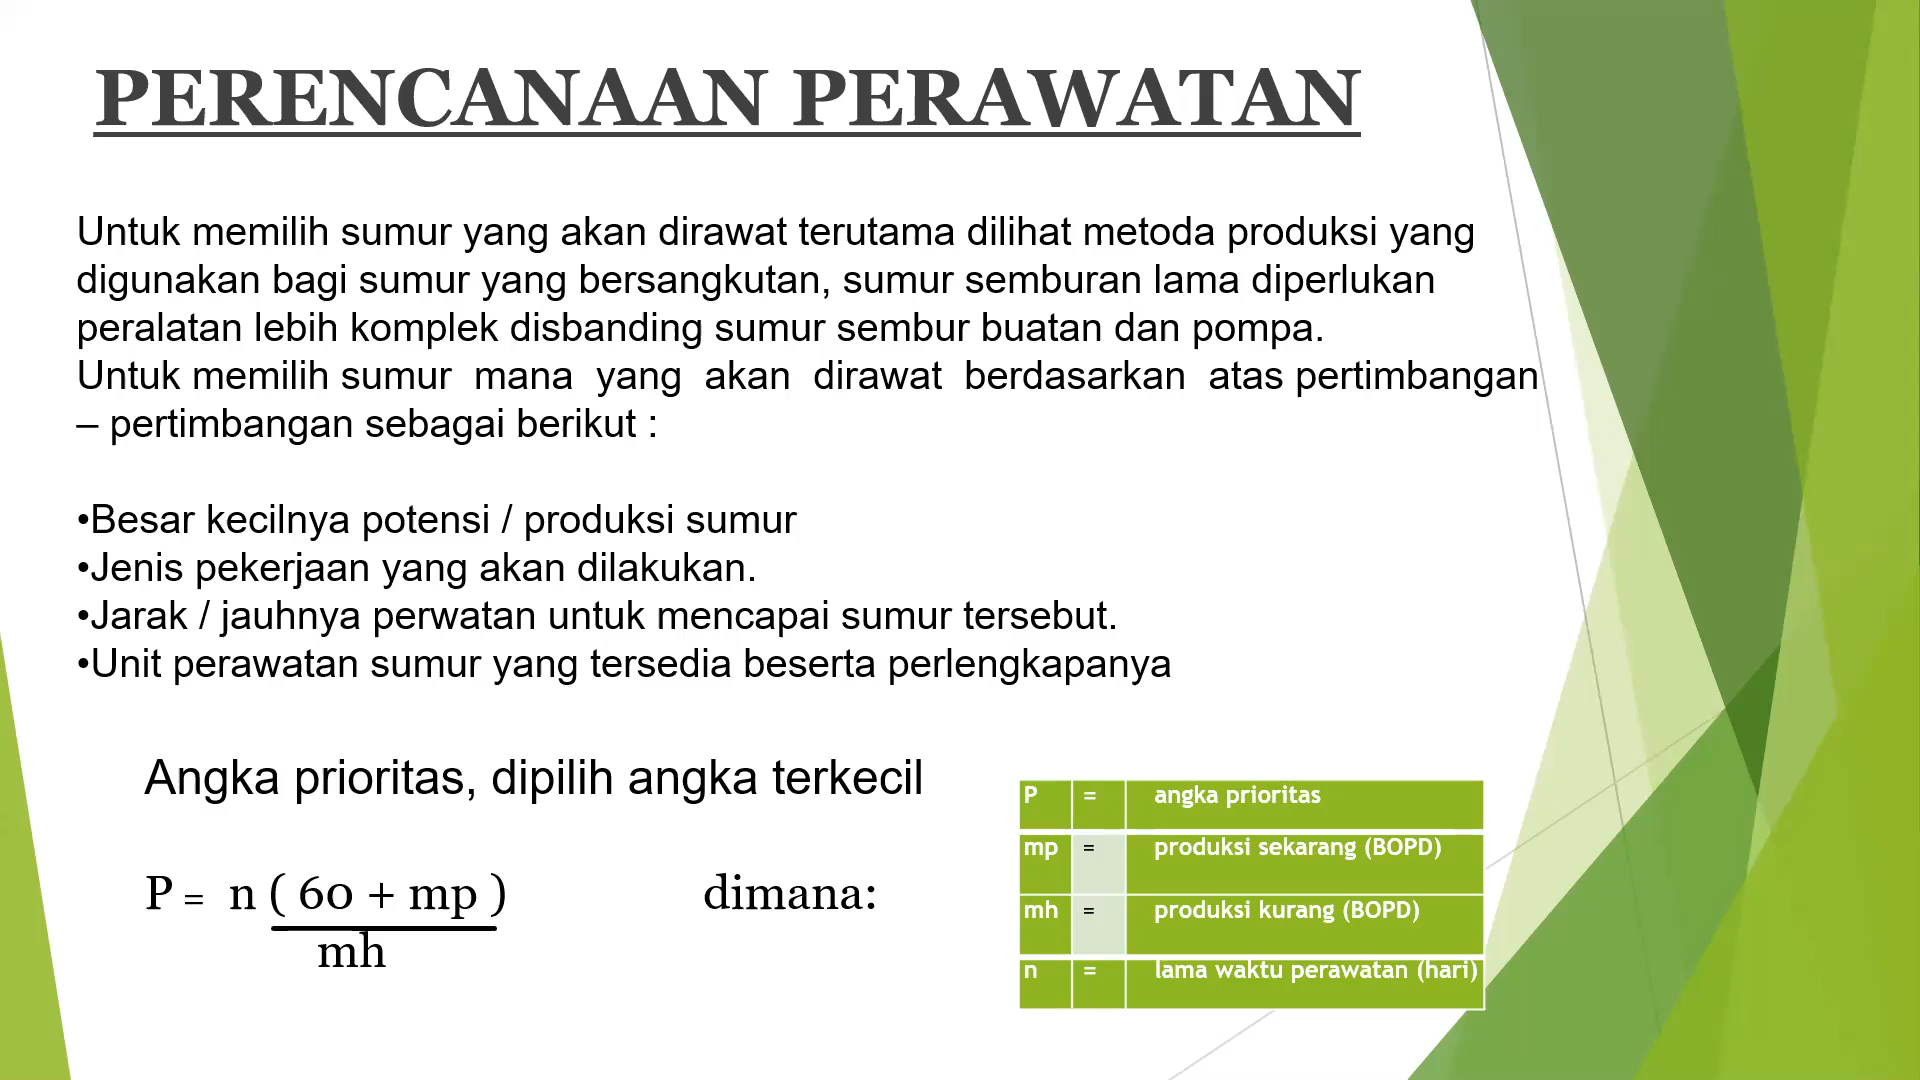 PERENCANAAN PERAWATAN
Untuk memilih sumur yang akan dirawat terutama dilihat metoda produksi yang
digunakan bagi sumur yang bersangkutan, sumur semburan lama diperlukan
peralatan lebih komplek disbanding sumur sembur buatan dan pompa.
Untuk memilih sumur mana yang akan dirawat berdasarkan atas pertimbangan
– pertimbangan sebagai berikut :
•Besar kecilnya potensi / produksi sumur
•Jenis pekerjaan yang akan dilakukan.
•Jarak / jauhnya perwatan untuk mencapai sumur tersebut.
•Unit perawatan sumur yang tersedia beserta perlengkapanya
Angka prioritas, dipilih angka terkecil
P = n ( 60 + mp ) dimana:
mh
P = angka prioritas
mp = produksi sekarang (BOPD)
mh = produksi kurang (BOPD)
n = lama waktu perawatan (hari)